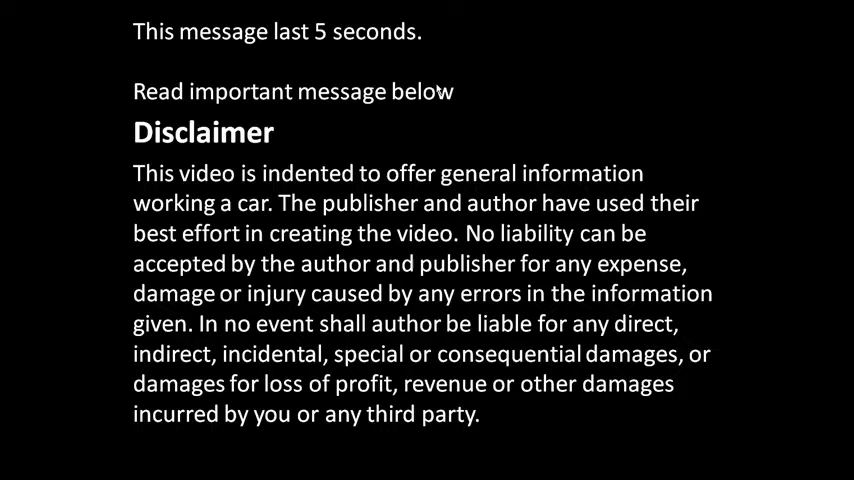 This message last 5 seconds.
Read important message below
Disclaimer
This video is indented to offer general information
working a car. The publisher and author have used their
best effort in creating the video. No liability can be
accepted by the author and publisher for any expense,
damage or injury caused by any errors in the information
given. In no event shall author be liable for any direct,
indirect, incidental, special or consequential damages, or
damages for loss of profit, revenue or other damages
incurred by you or any third party.